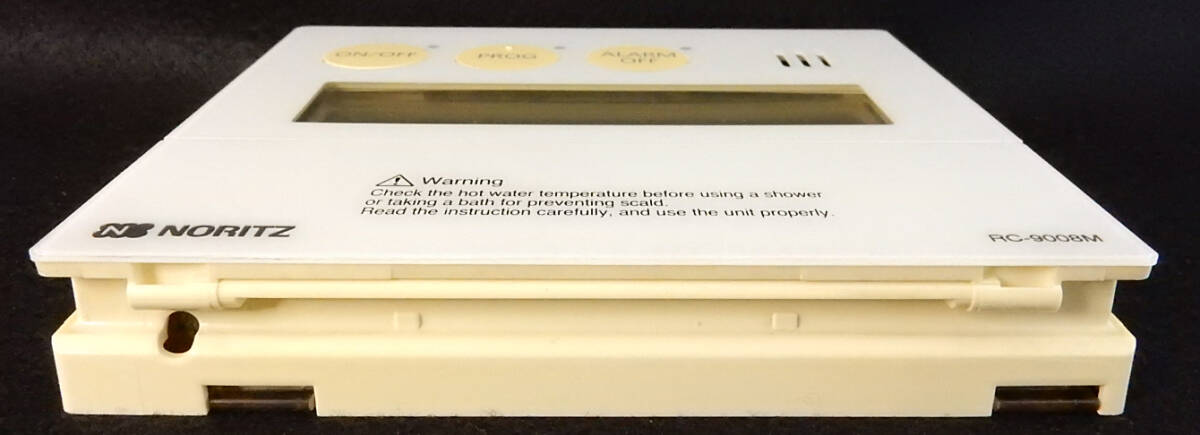 ON/OFF
PROG
ALARM
OFF
Warning
Check the hot water temperature before using a shower
or taking a bath for preventing scald.
Read the instruction carefully, and use the unit properly.
N NORITZ
RC-9008M